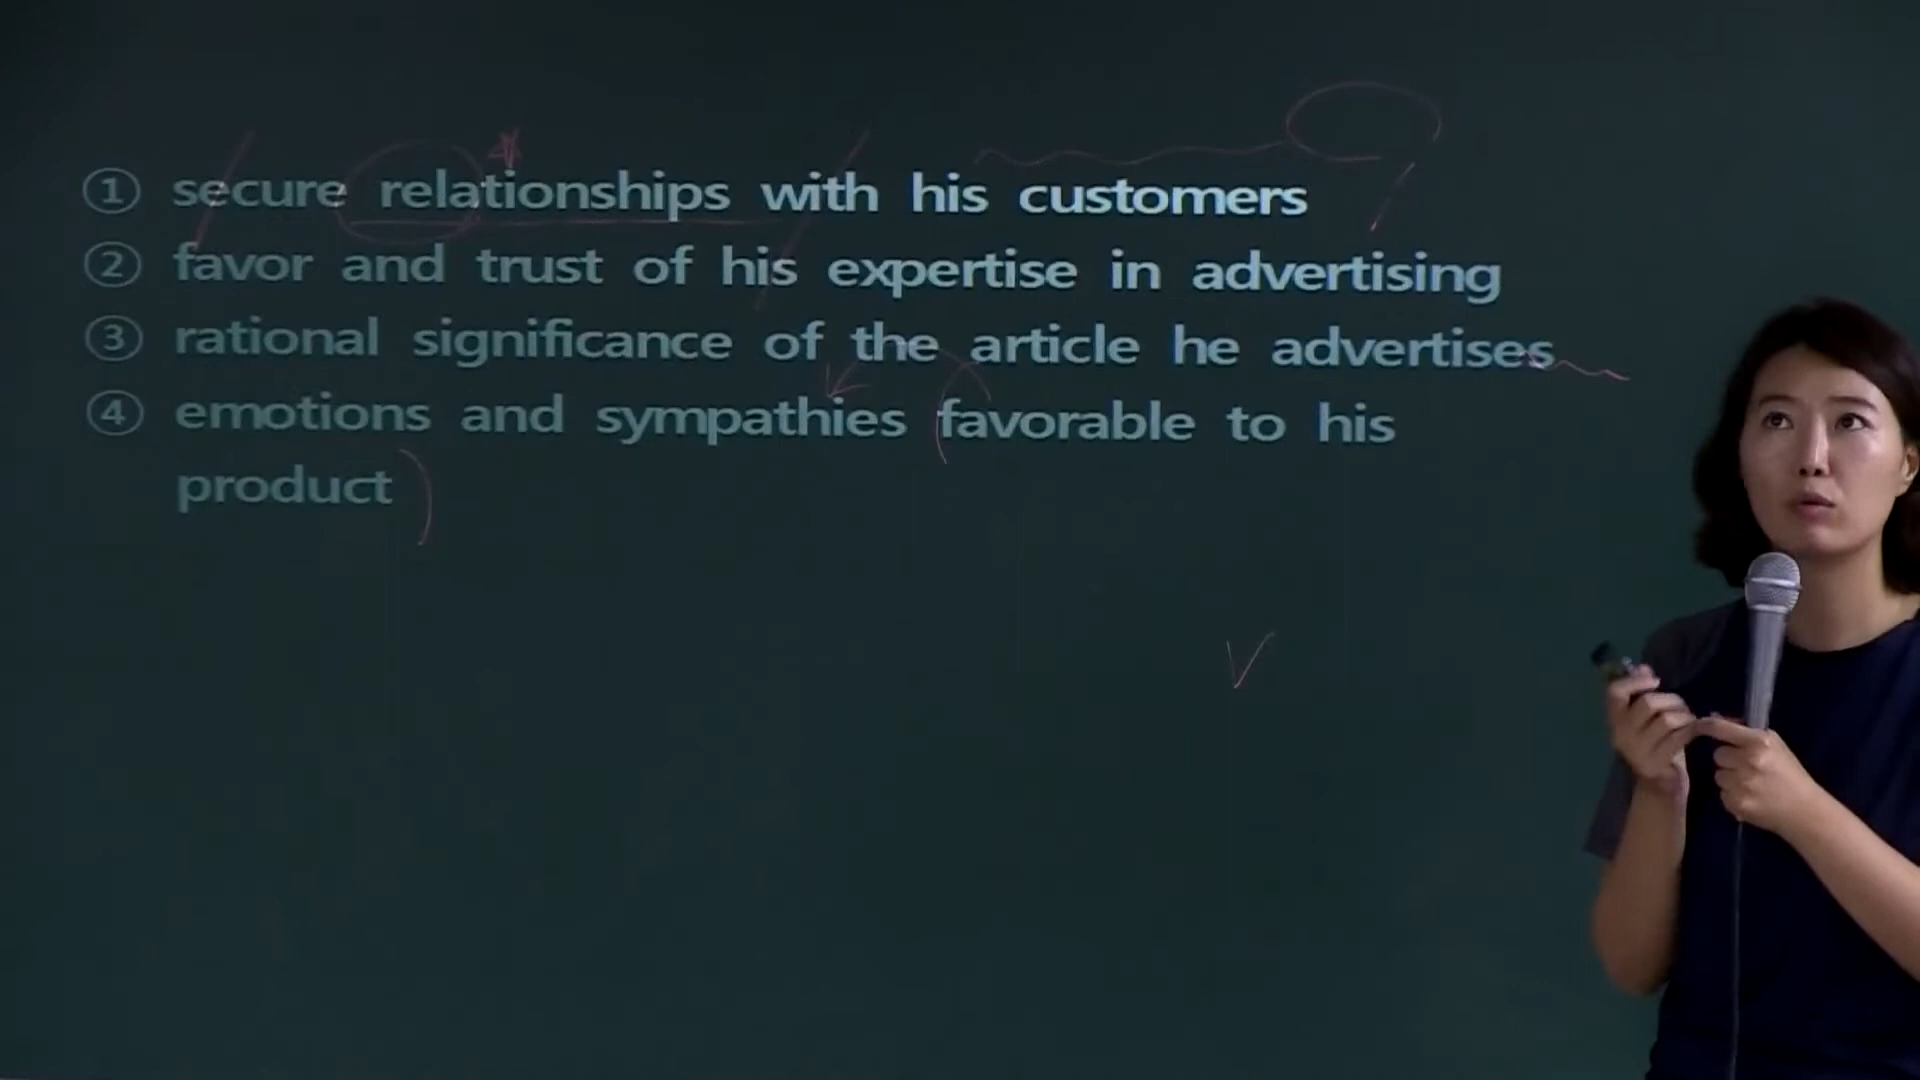 ① secure relationships with his customers
② favor and trust of his expertise in advertising
③ rational significance of the article he advertises
④ emotions and sympathies favorable to his
product